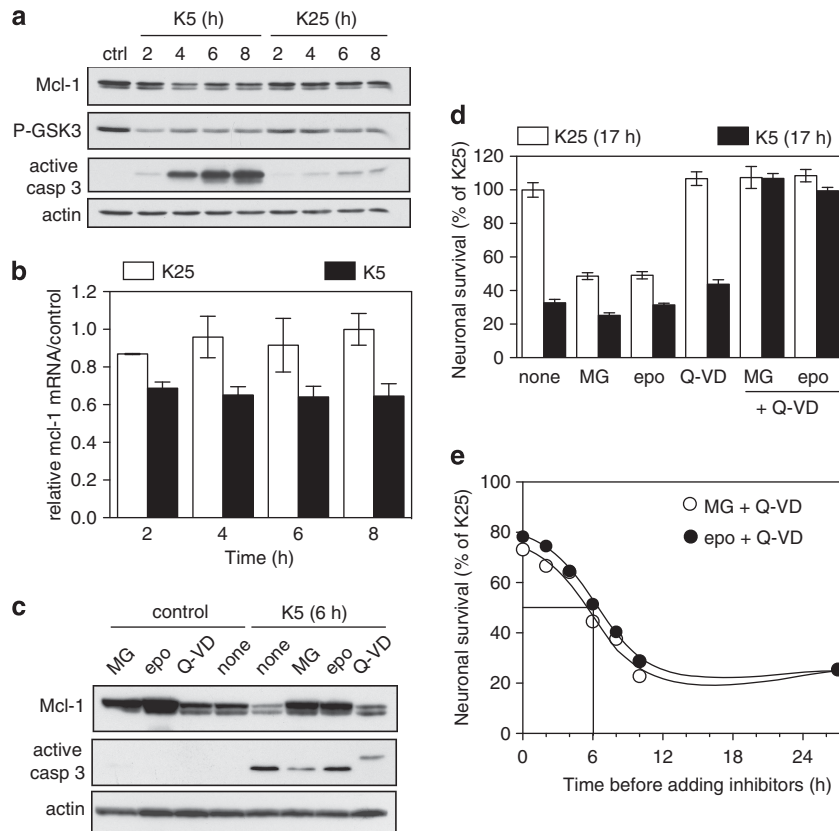 a
K5 (h) K25 (h)
ctrl 2 4 6 8 2 4 6 8
Mcl-1
P-GSK3
active
casp 3
actin
b
K25 K5
relative mcl-1 mRNA/control
1.2
1.0
0.8
0.6
0.4
0.2
0.0
2 4 6 8
Time (h)
c
control K5 (6 h)
MG epo Q-VD none none MG epo Q-VD
Mcl-1
active
casp 3
actin
d
K25 (17 h) K5 (17 h)
Neuronal survival (% of K25)
120
100
80
60
40
20
0
none MG epo Q-VD MG epo
+ Q-VD
e
Neuronal survival (% of K25)
100
80
60
40
20
0
MG + Q-VD
epo + Q-VD
0 6 12 18 24
Time before adding inhibitors (h)